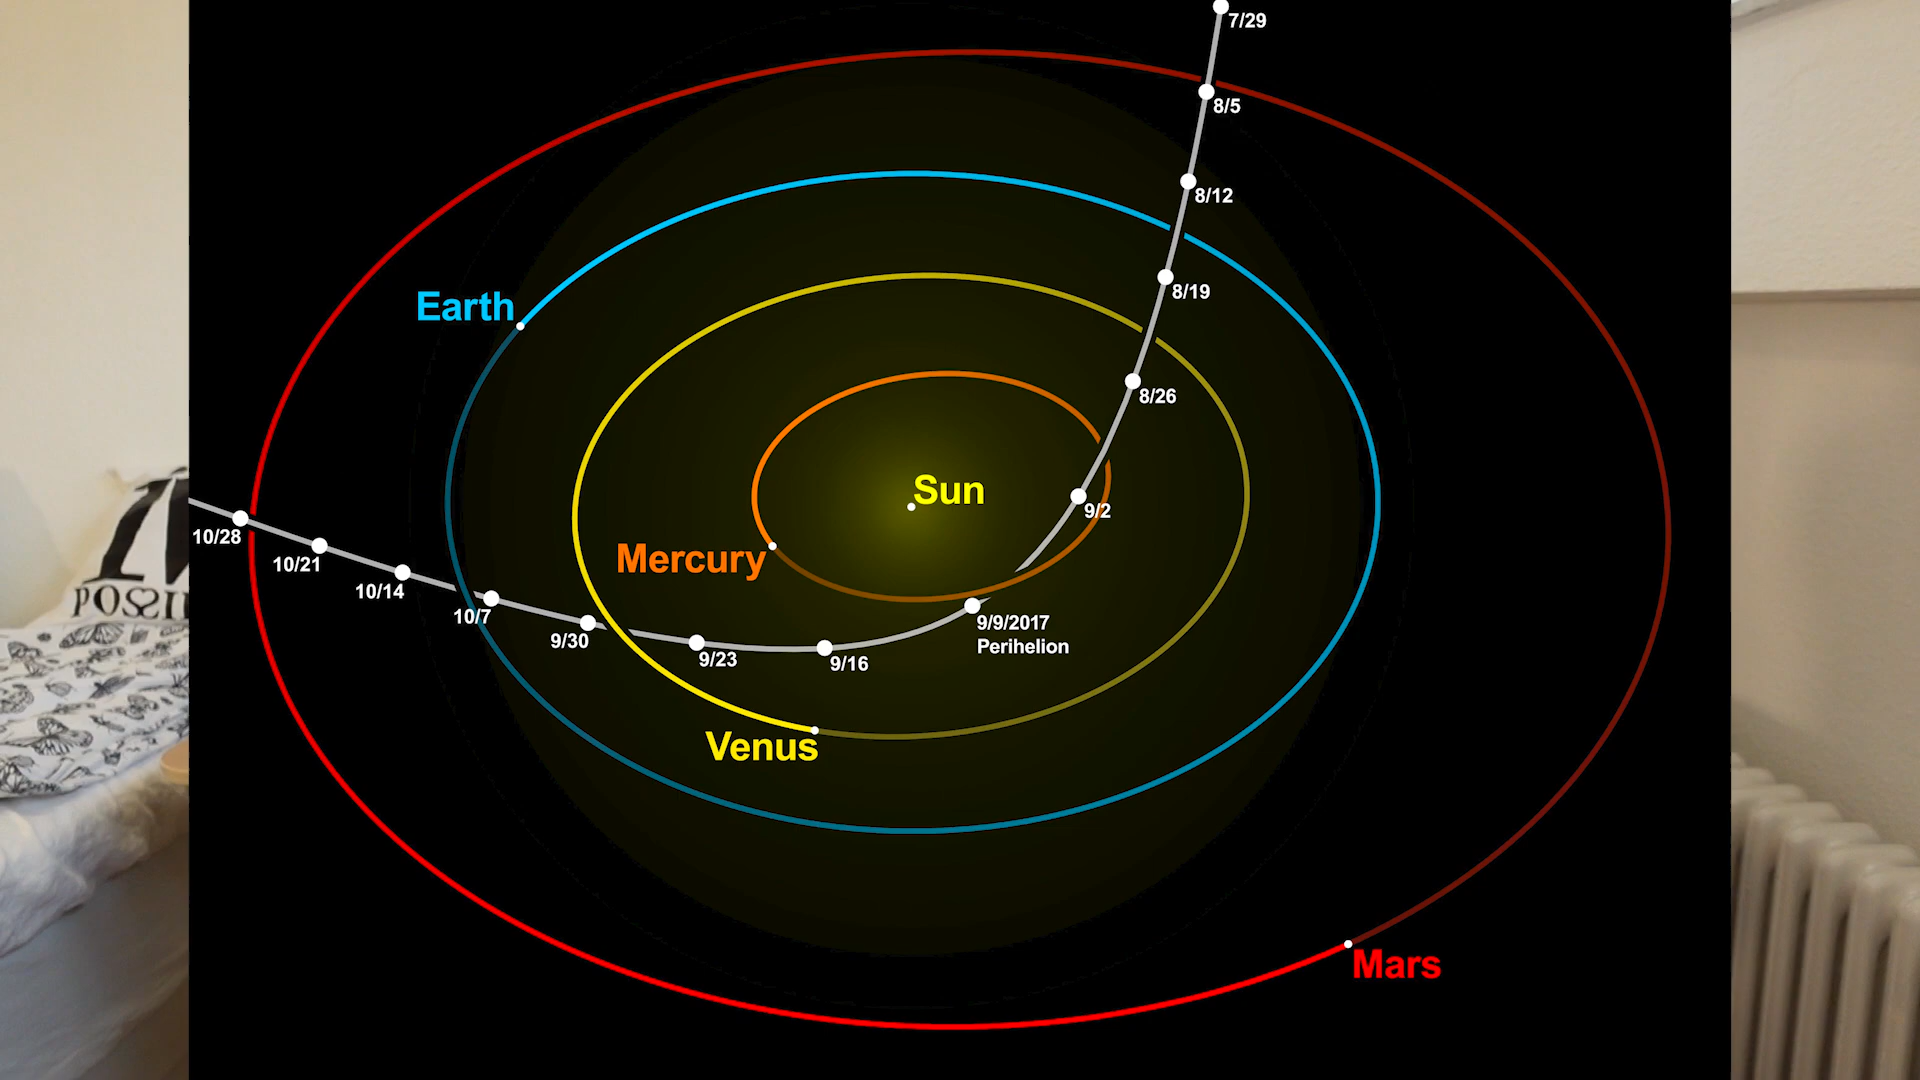 7/29
8/5
8/12
8/19
Earth
8/26
Sun
9/2
10/28
10/21
Mercury
10/14
10/7
9/9/2017
Perihelion
9/30
9/23
9/16
Venus
Mars